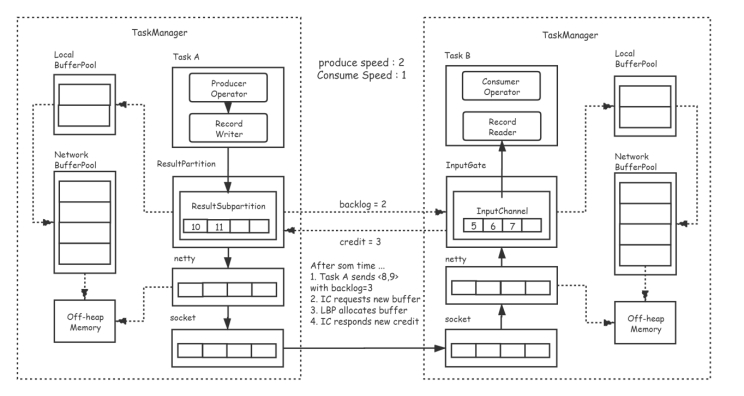 TaskManager
Local
BufferPool
Task A
Producer
Operator
Record
Writer
Network
BufferPool
ResultPartition
ResultSubpartition
10 11
netty
Off-heap
Memory
socket
produce speed : 2
Consume Speed : 1
backlog = 2
credit = 3
After som time ...
1. Task A sends <8,9>
with backlog=3
2. IC requests new buffer
3. LBP allocates buffer
4. IC responds new credit
TaskManager
Task B
Local
BufferPool
Consumer
Operator
Record
Reader
InputGate
Network
BufferPool
InputChannel
5 6 7
netty
Off-heap
Memory
socket